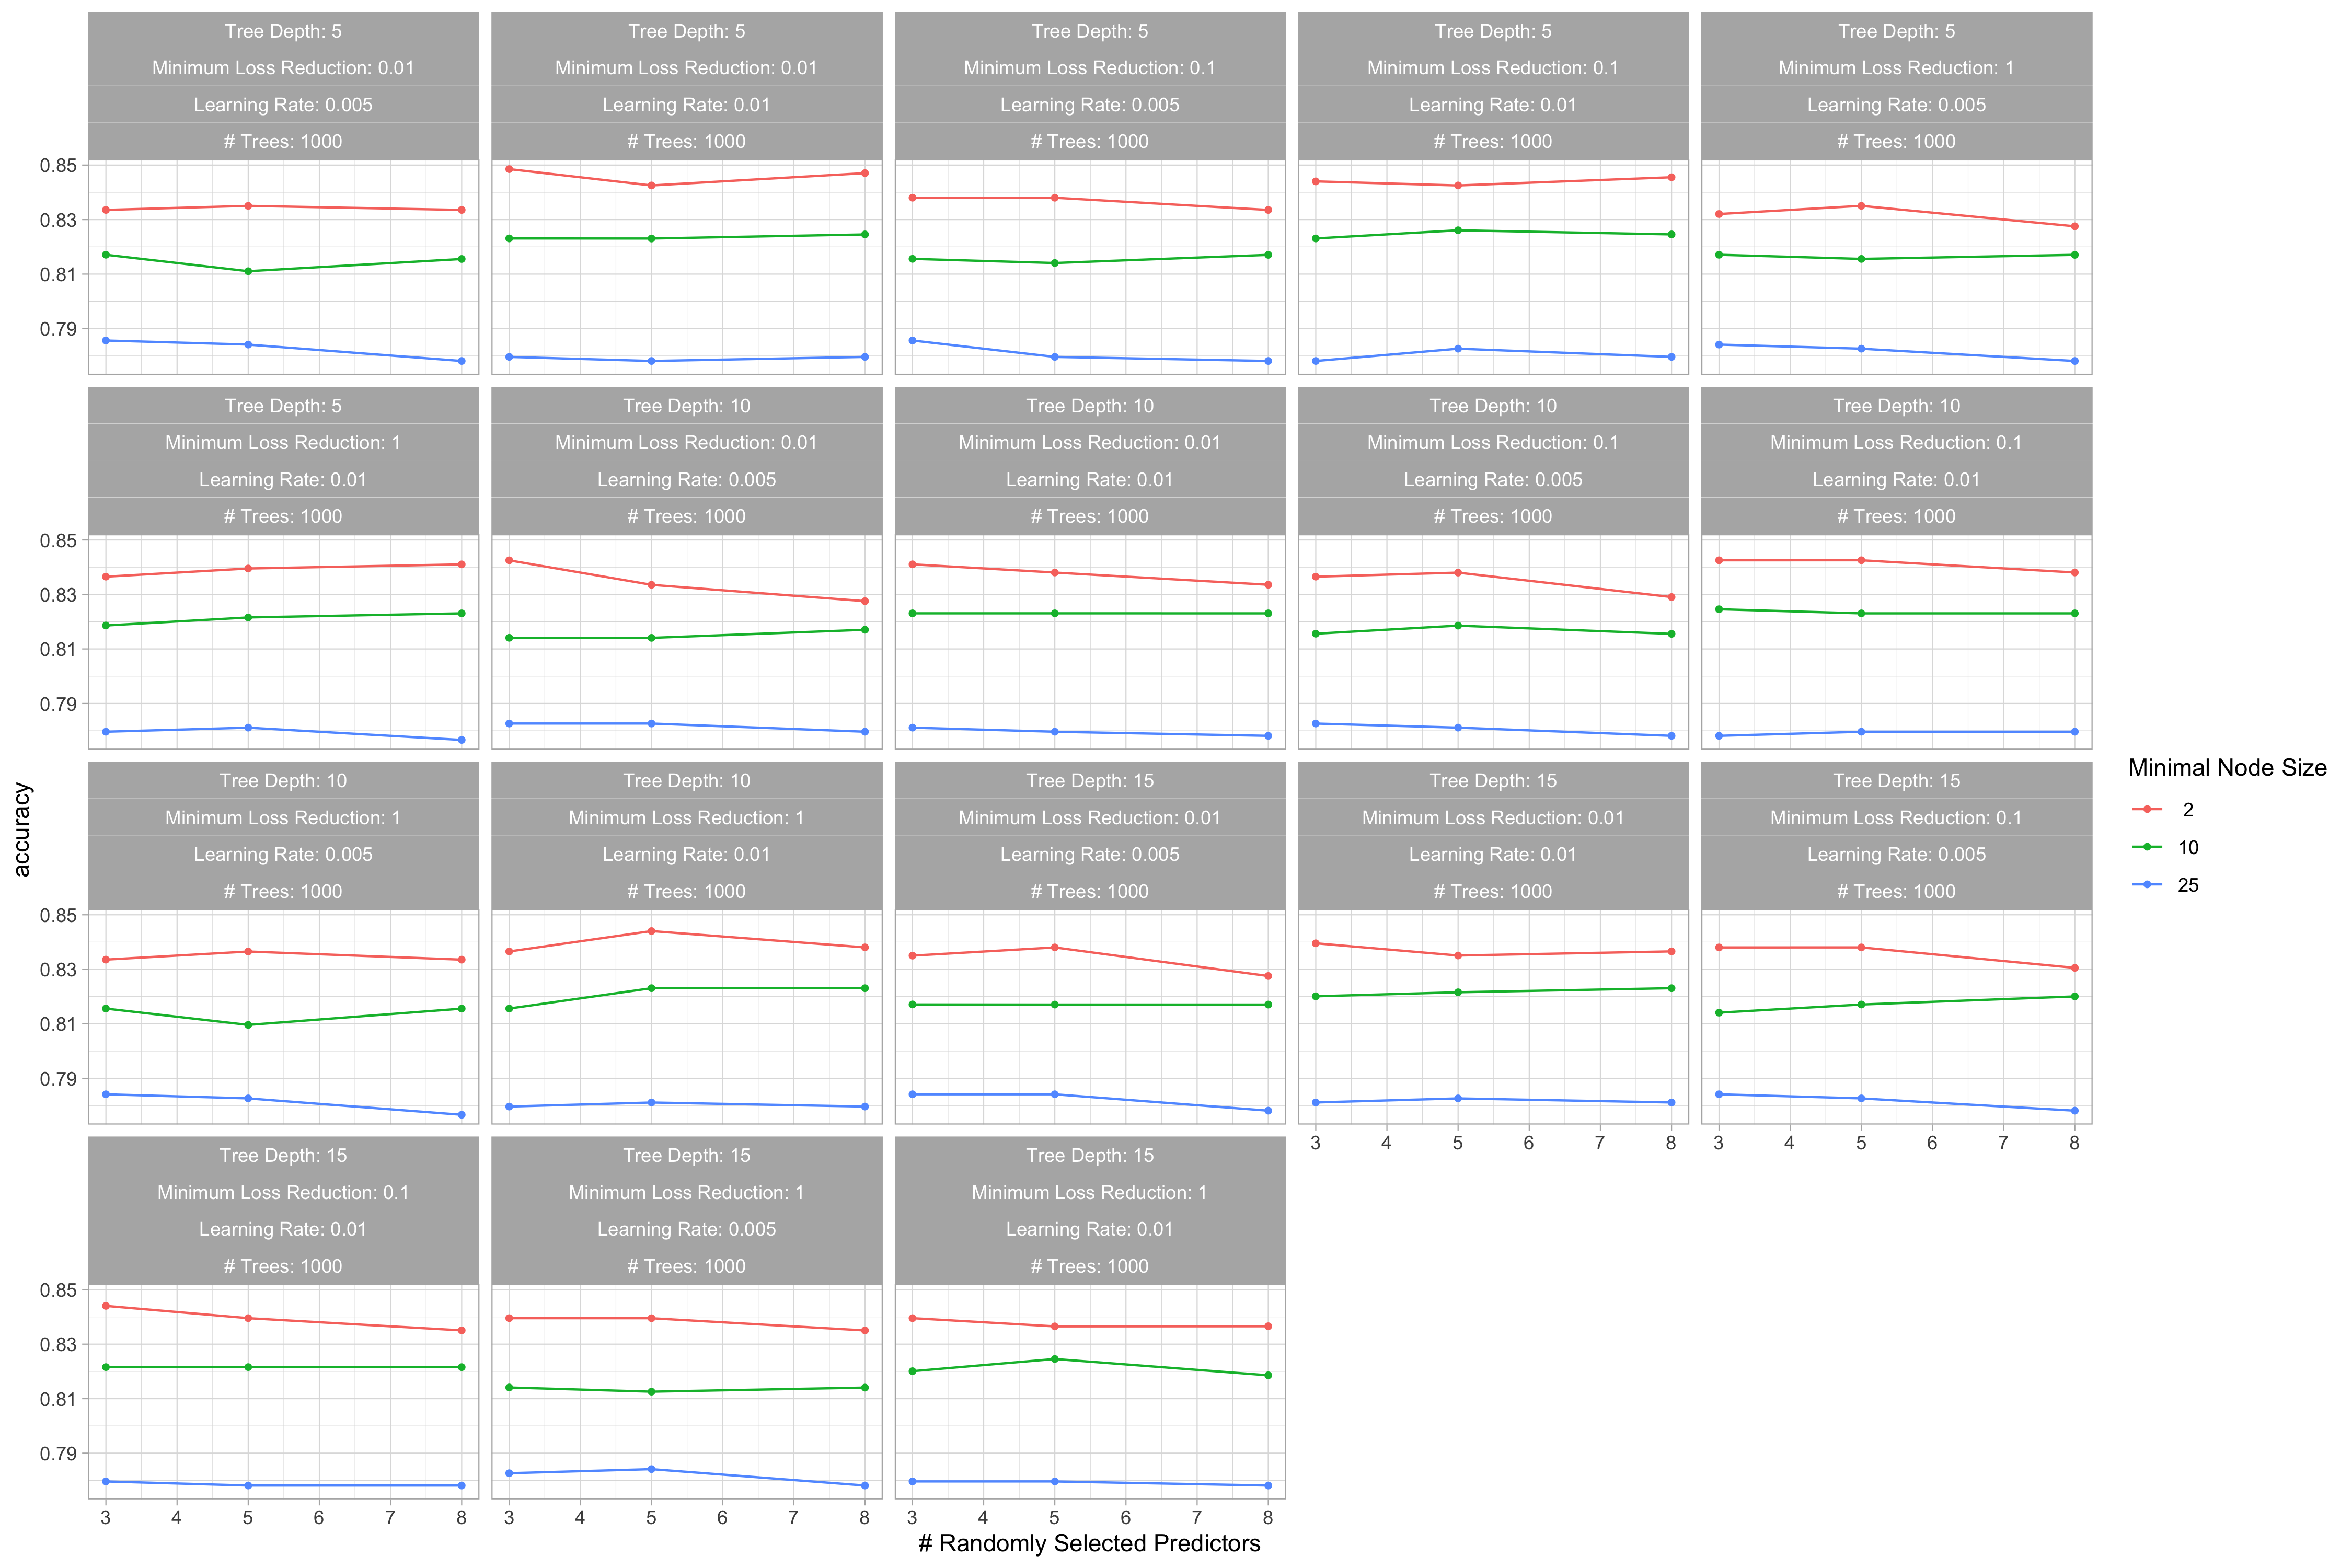 Tree Depth: 5
Minimum Loss Reduction: 0.01
Learning Rate: 0.005
# Trees: 1000
Tree Depth: 5
Minimum Loss Reduction: 0.01
Learning Rate: 0.01
# Trees: 1000
Tree Depth: 5
Minimum Loss Reduction: 0.1
Learning Rate: 0.005
# Trees: 1000
Tree Depth: 5
Minimum Loss Reduction: 0.1
Learning Rate: 0.01
# Trees: 1000
Tree Depth: 5
Minimum Loss Reduction: 1
Learning Rate: 0.005
# Trees: 1000
0.85
0.83
0.81
0.79
Tree Depth: 5
Minimum Loss Reduction: 1
Learning Rate: 0.01
# Trees: 1000
Tree Depth: 10
Minimum Loss Reduction: 0.01
Learning Rate: 0.005
# Trees: 1000
Tree Depth: 10
Minimum Loss Reduction: 0.01
Learning Rate: 0.01
# Trees: 1000
Tree Depth: 10
Minimum Loss Reduction: 0.1
Learning Rate: 0.005
# Trees: 1000
Tree Depth: 10
Minimum Loss Reduction: 0.1
Learning Rate: 0.01
# Trees: 1000
0.85
0.83
0.81
0.79
Tree Depth: 10
Minimum Loss Reduction: 1
Learning Rate: 0.005
# Trees: 1000
Tree Depth: 10
Minimum Loss Reduction: 1
Learning Rate: 0.01
# Trees: 1000
Tree Depth: 15
Minimum Loss Reduction: 0.01
Learning Rate: 0.005
# Trees: 1000
Tree Depth: 15
Minimum Loss Reduction: 0.01
Learning Rate: 0.01
# Trees: 1000
Tree Depth: 15
Minimum Loss Reduction: 0.1
Learning Rate: 0.005
# Trees: 1000
0.85
0.83
0.81
0.79
3 4 5 6 7 8
3 4 5 6 7 8
Tree Depth: 15
Minimum Loss Reduction: 0.1
Learning Rate: 0.01
# Trees: 1000
Tree Depth: 15
Minimum Loss Reduction: 1
Learning Rate: 0.005
# Trees: 1000
Tree Depth: 15
Minimum Loss Reduction: 1
Learning Rate: 0.01
# Trees: 1000
0.85
0.83
0.81
0.79
3 4 5 6 7 8
3 4 5 6 7 8
3 4 5 6 7 8
# Randomly Selected Predictors
accuracy
Minimal Node Size
2
10
25